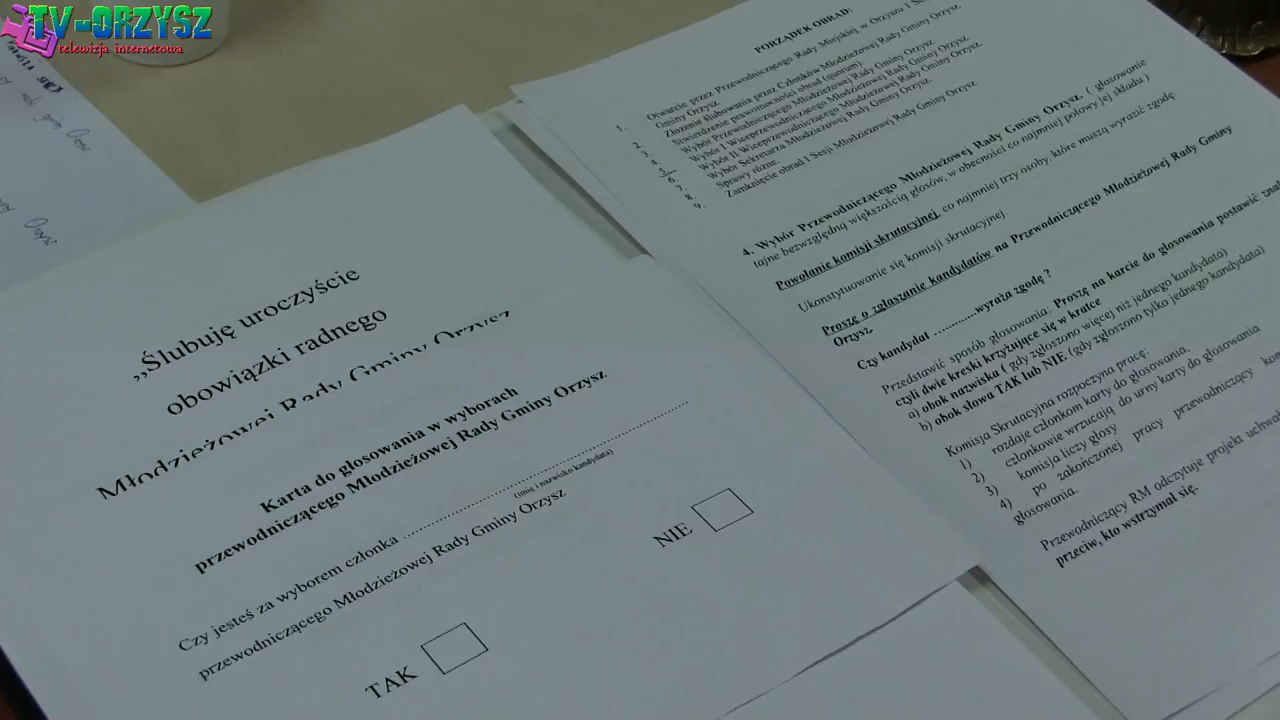 TV-ORZYSZ
telewizja internetowa
„Ślubuję uroczyście
obowiązki radnego
Młodzieżowej Rady Gminy Orzysz
Karta do głosowania w wyborach
przewodniczącego Młodzieżowej Rady Gminy Orzysz
Czy jesteś za wyborem członka ........................................
(imię i nazwisko kandydata)
przewodniczącego Młodzieżowej Rady Gminy Orzysz
TAK
NIE
PORZĄDEK OBRAD:
1. Otwarcie przez Przewodniczącego Rady Miejskiej w Orzyszu I
Gminy Orzysz.
2. Złożenie ślubowania przez Członków Młodzieżowej Rady Gminy Orzysz.
3. Stwierdzenie prawomocności obrad (quorum).
4. Wybór Przewodniczącego Młodzieżowej Rady Gminy Orzysz.
5. Wybór I Wiceprzewodniczącego Młodzieżowej Rady Gminy Orzysz.
6. Wybór II Wiceprzewodniczącego Młodzieżowej Rady Gminy Orzysz.
7. Wybór Sekretarza Młodzieżowej Rady Gminy Orzysz.
8. Sprawy różne.
9. Zamknięcie obrad I Sesji Młodzieżowej Rady Gminy Orzysz.
4. Wybór Przewodniczącego Młodzieżowej Rady Gminy Orzysz. ( głosowanie
tajne bezwzględną większością głosów, w obecności co najmniej połowy jej składu )
Powołanie komisji skrutacyjnej, co najmniej trzy osoby, które muszą wyrazić zgodę.
Ukonstytuowanie się komisji skrutacyjnej.
Proszę o zgłaszanie kandydatów na Przewodniczącego Młodzieżowej Rady Gminy
Orzysz.
Czy kandydat ............wyraża zgodę ?
Przedstawić sposób głosowania: Proszę na karcie do głosowania postawić
czyli dwie kreski krzyżujące się w kratce
a) obok nazwiska ( gdy zgłoszono więcej niż jednego kandydata)
b) obok słowa TAK lub NIE (gdy zgłoszono tylko jednego kandydata)
Komisja Skrutacyjna rozpoczyna pracę:
1) rozdaje członkom karty do głosowania.
2) członkowie wrzucają do urny karty do głosowania
3) komisja liczy głosy
4) po zakończonej pracy przewodniczący
głosowania.
Przewodniczący RM odczytuje projekt
przeciw, kto wstrzymał się.